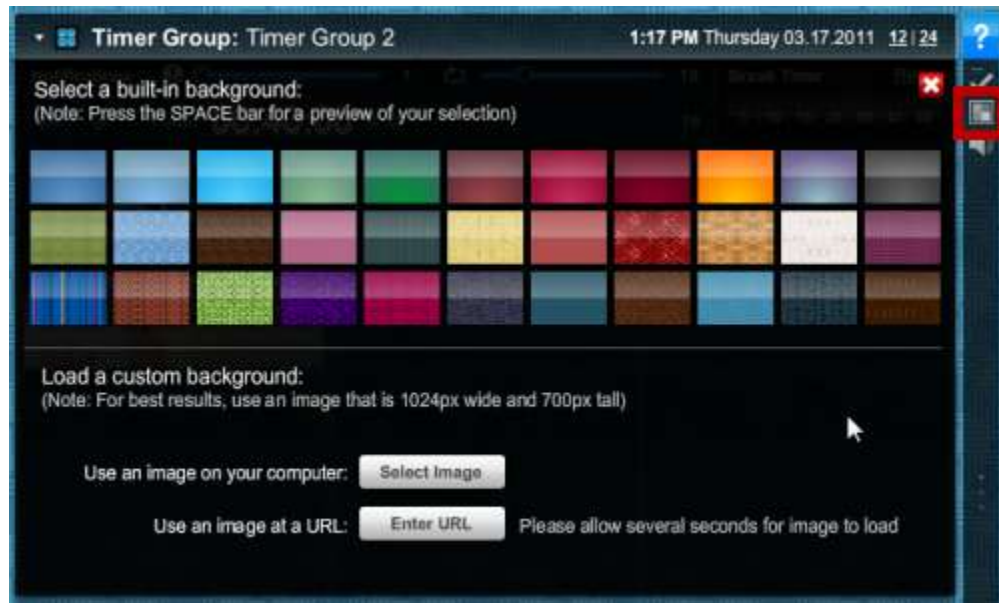 Timer Group: Timer Group 2
1:17 PM Thursday 03.17.2011 12 | 24
?
Select a built-in background:
(Note: Press the SPACE bar for a preview of your selection)
Load a custom background:
(Note: For best results, use an image that is 1024px wide and 700px tall)
Use an image on your computer: Select Image
Use an image at a URL: Enter URL Please allow several seconds for image to load